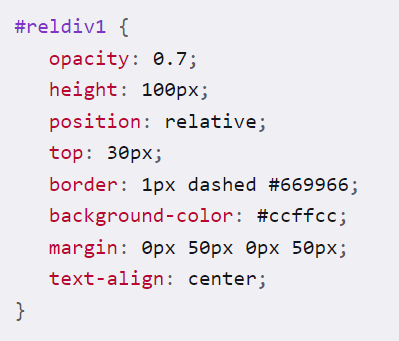 #reldiv1 {
   opacity: 0.7;
   height: 100px;
   position: relative;
   top: 30px;
   border: 1px dashed #669966;
   background-color: #ccffcc;
   margin: 0px 50px 0px 50px;
   text-align: center;
}